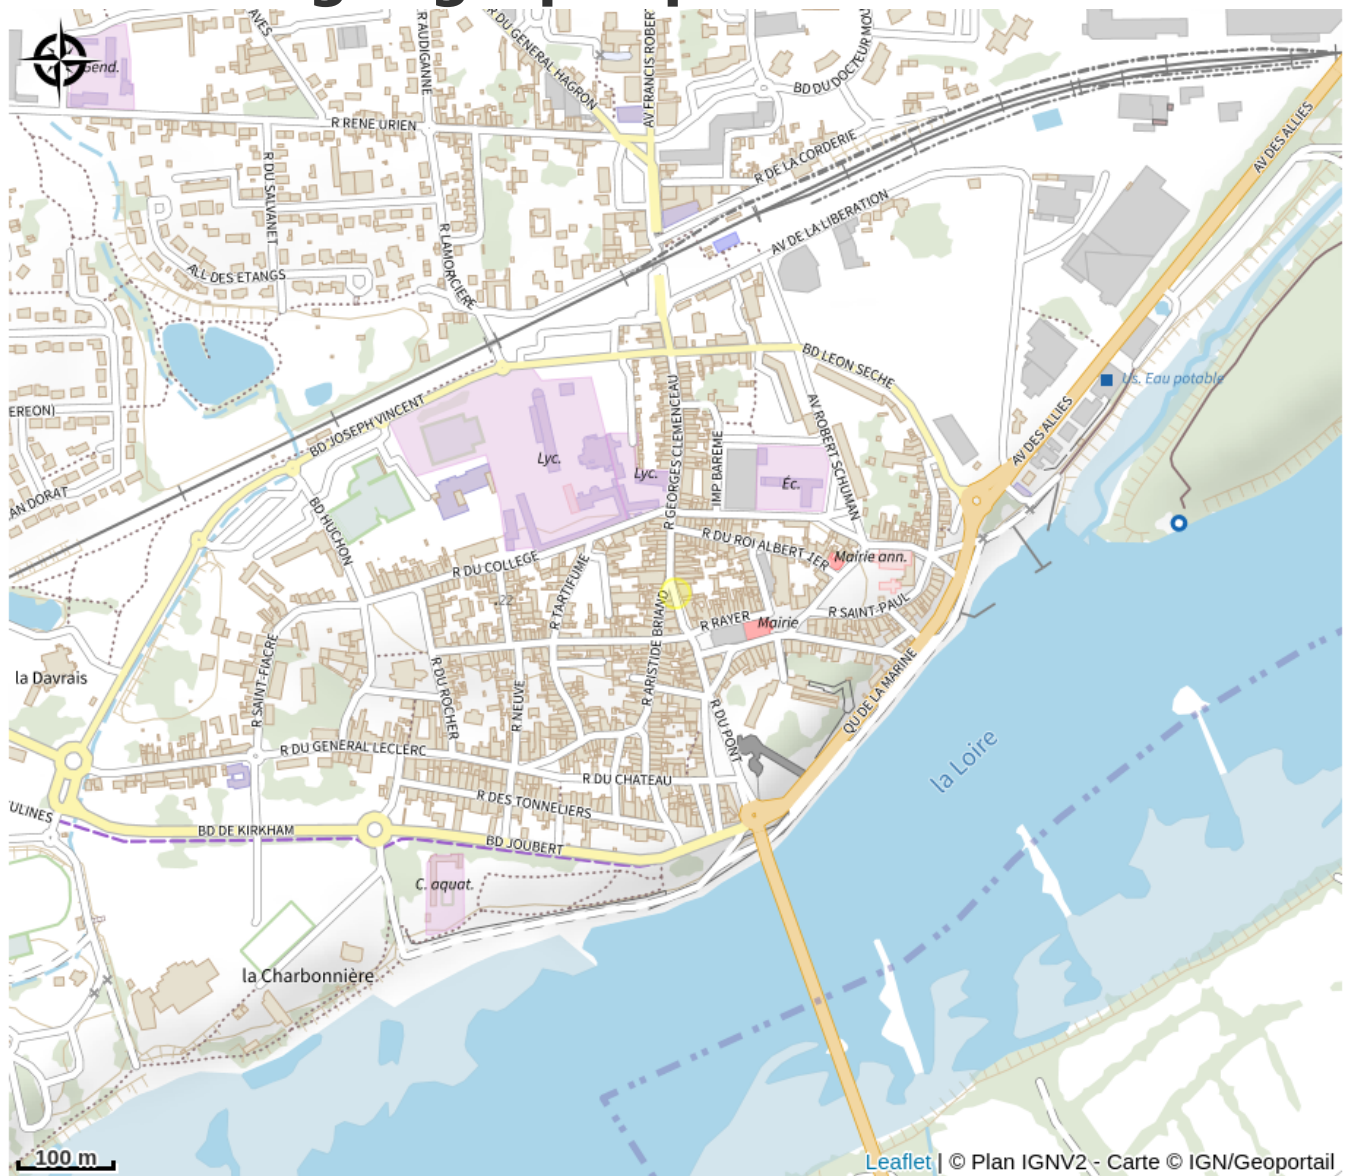 Gend.
AVES
R AUDIGANNE
R DU GENERAL HAGRON
AV FRANCIS ROBERT
BD DU DOCTEUR MOU
R RENE URIEN
R DE LA CORDERIE
AV DES ALLIES
R DU SALVANET
R LAMORICIERE
AV DE LA LIBERATION
ALL DES ETANGS
BD LEON SECHE
Us. Eau potable
EREON)
BD JOSEPH VINCENT
R GEORGES CLEMENCEAU
IMP BAREME
AV ROBERT SCHUMAN
AV DES ALLIES
Lyc.
Lyc.
Éc.
AN DORAT
BD HUCHON
R DU COLLEGE
R DU ROI ALBERT 1ER
Mairie ann.
22
R TARTIFUME
R ARISTIDE BRIAND
R RAYER
Mairie
R SAINT-PAUL
la Davrais
R SAINT-FIACRE
R DU ROCHER
R NEUVE
R DU PONT
QU DE LA MARINE
R DU GENERAL LECLERC
R DU CHATEAU
R DES TONNELIERS
la Loire
ULINES
BD DE KIRKHAM
BD JOUBERT
C. aquat.
la Charbonnière
100 m
Leaflet | © Plan IGNV2 - Carte © IGN/Geoportail